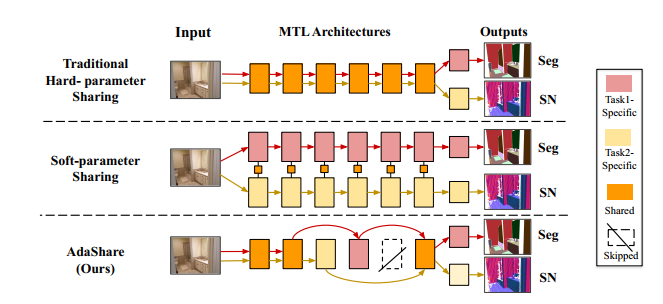 Input MTL Architectures Outputs
Traditional
Hard- parameter
Sharing
Seg
SN
Soft-parameter
Sharing
Seg
SN
AdaShare
(Ours)
Seg
SN
Task1-
Specific
Task2-
Specific
Shared
Skipped